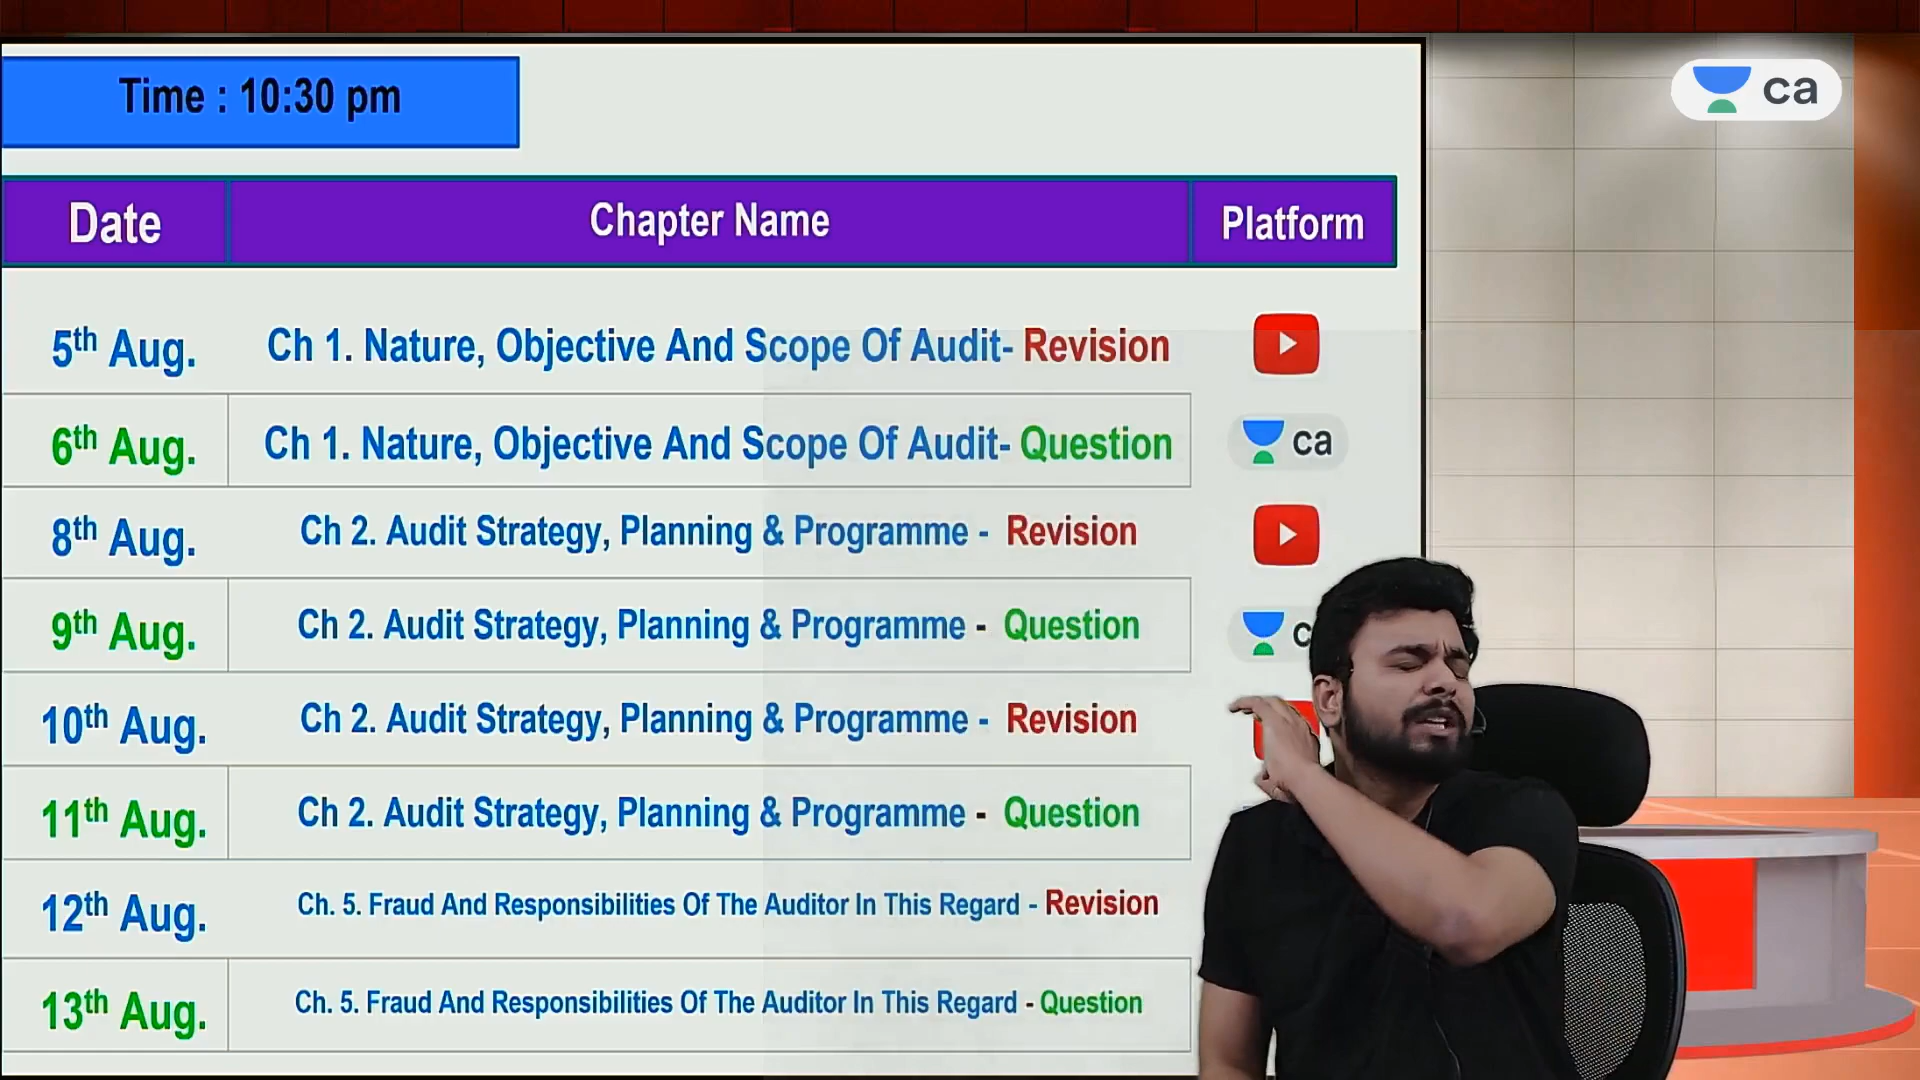 ca
Time : 10:30 pm
Date Chapter Name Platform
5th Aug. Ch 1. Nature, Objective And Scope Of Audit- Revision
6th Aug. Ch 1. Nature, Objective And Scope Of Audit- Question ca
8th Aug. Ch 2. Audit Strategy, Planning & Programme - Revision
9th Aug. Ch 2. Audit Strategy, Planning & Programme - Question c
10th Aug. Ch 2. Audit Strategy, Planning & Programme - Revision
11th Aug. Ch 2. Audit Strategy, Planning & Programme - Question
12th Aug. Ch. 5. Fraud And Responsibilities Of The Auditor In This Regard - Revision
13th Aug. Ch. 5. Fraud And Responsibilities Of The Auditor In This Regard - Question